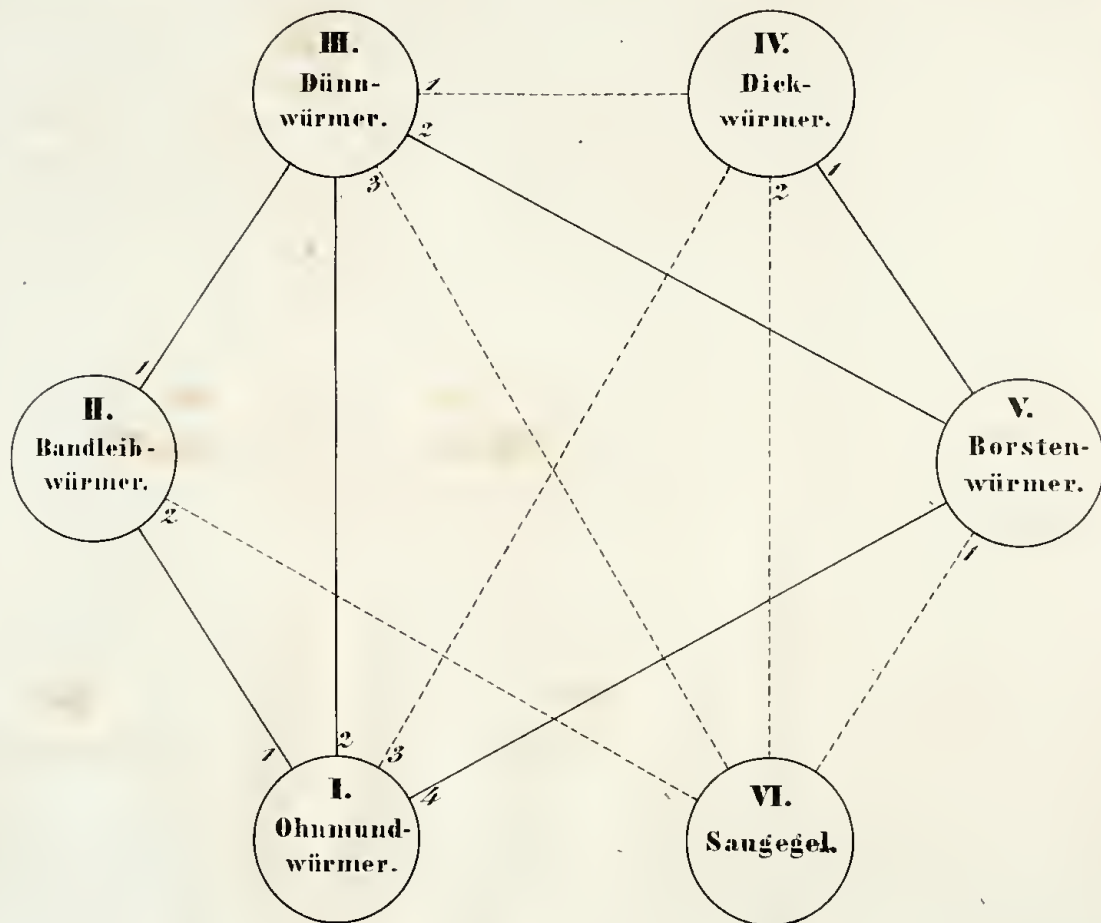 III.
Dünn-
würmer.
1
2
3
IV.
Dick-
würmer.
1
2
1
II.
Bandleib-
würmer.
2
V.
Borsten-
würmer.
1
1
2
3
4
I.
Ohnmund-
würmer.
VI.
Saugegel.